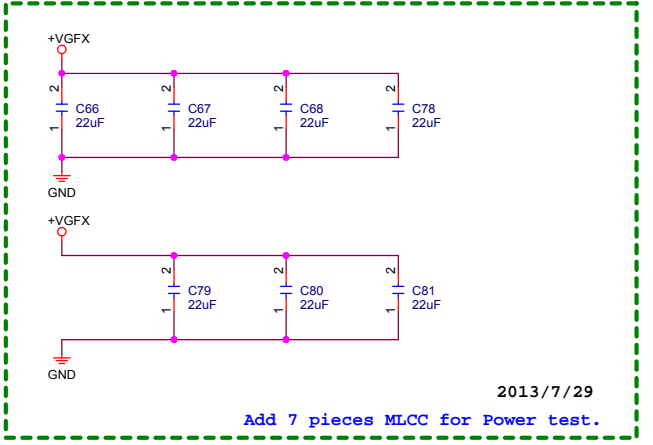 +VGFX
2 2 2 2
C66 C67 C68 C78
22uF 22uF 22uF 22uF
1 1 1 1
GND
+VGFX
2 2 2
C79 C80 C81
22uF 22uF 22uF
1 1 1
GND
2013/7/29
Add 7 pieces MLCC for Power test.